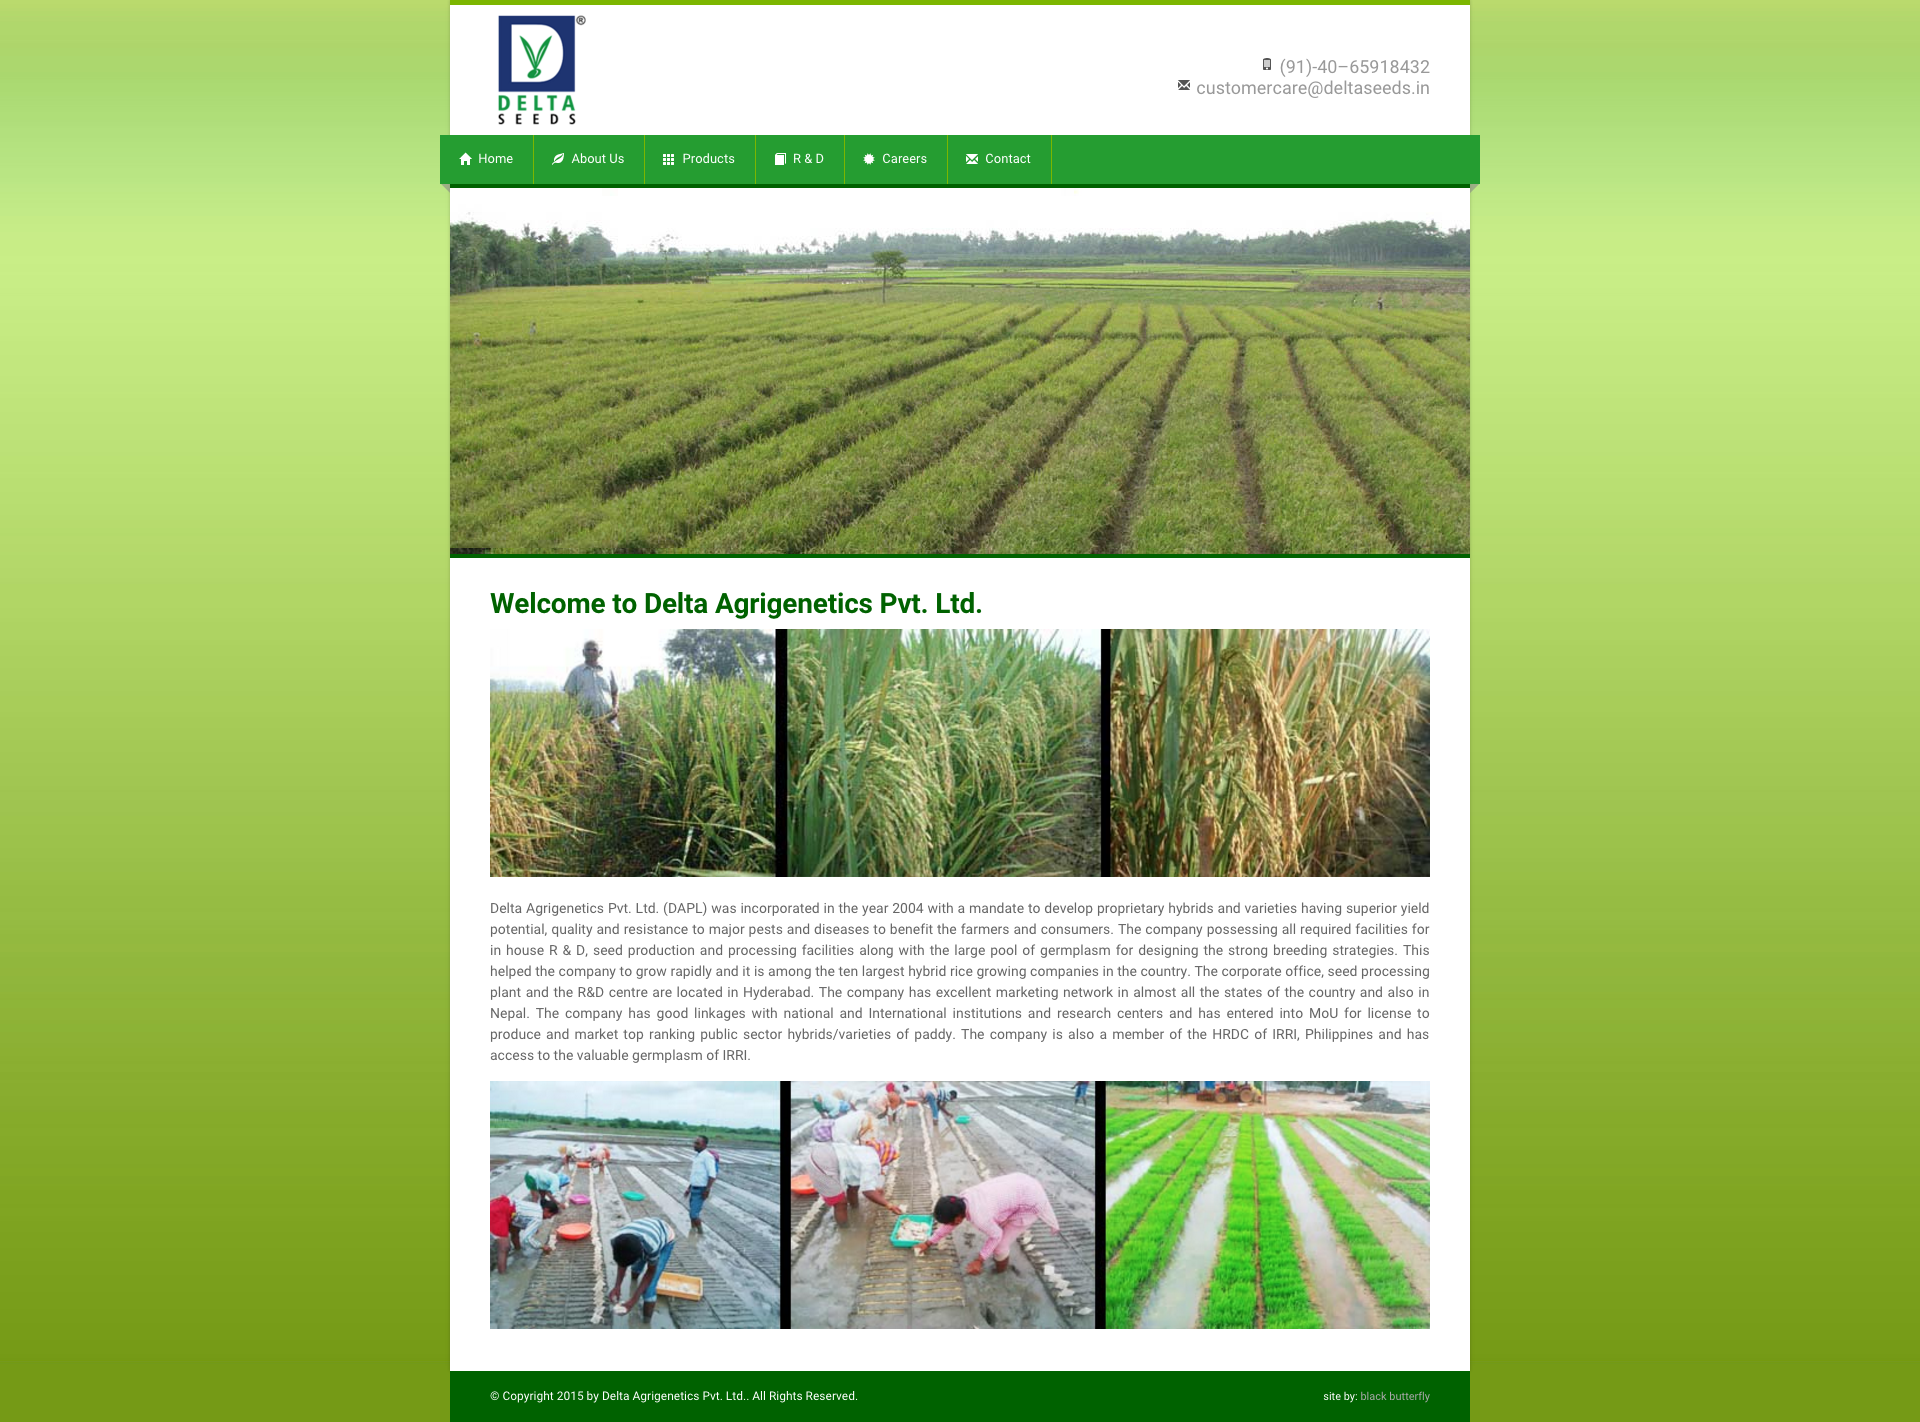 ®
DELTA
SEEDS
(91)-40–65918432
customercare@deltaseeds.in
Home
About Us
Products
R & D
Careers
Contact
Welcome to Delta Agrigenetics Pvt. Ltd.
Delta Agrigenetics Pvt. Ltd. (DAPL) was incorporated in the year 2004 with a mandate to develop proprietary hybrids and varieties having superior yield
potential, quality and resistance to major pests and diseases to benefit the farmers and consumers. The company possessing all required facilities for
in house R & D, seed production and processing facilities along with the large pool of germplasm for designing the strong breeding strategies. This
helped the company to grow rapidly and it is among the ten largest hybrid rice growing companies in the country. The corporate office, seed processing
plant and the R&D centre are located in Hyderabad. The company has excellent marketing network in almost all the states of the country and also in
Nepal. The company has good linkages with national and International institutions and research centers and has entered into MoU for license to
produce and market top ranking public sector hybrids/varieties of paddy. The company is also a member of the HRDC of IRRI, Philippines and has
access to the valuable germplasm of IRRI.
© Copyright 2015 by Delta Agrigenetics Pvt. Ltd.. All Rights Reserved.
site by: black butterfly